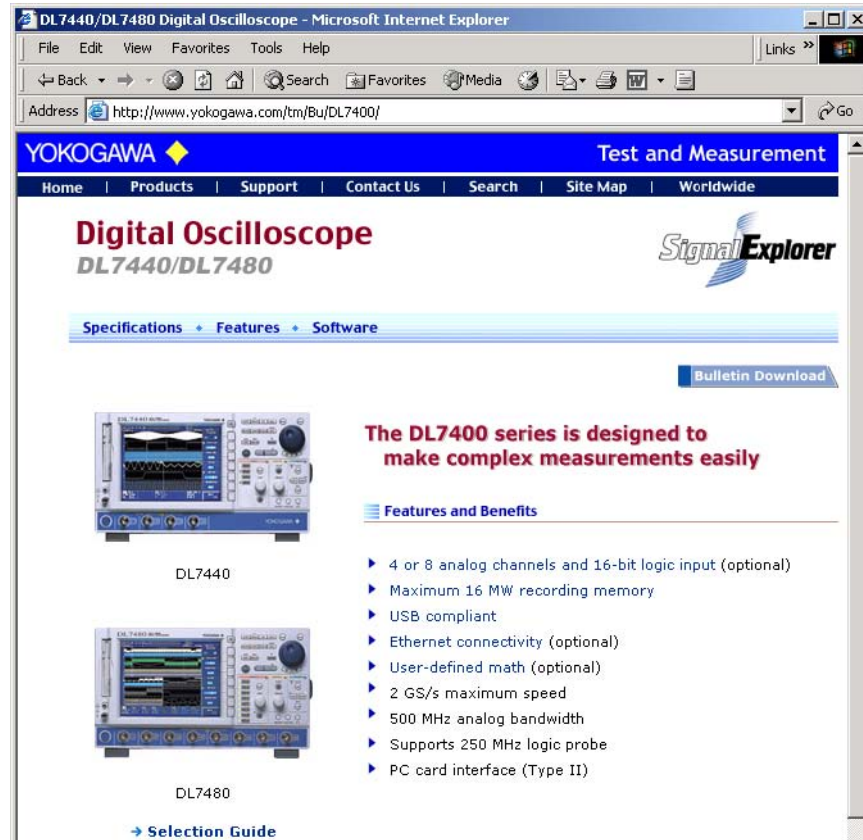 DL7440/DL7480 Digital Oscilloscope - Microsoft Internet Explorer
File Edit View Favorites Tools Help
Links »
Back Search Favorites Media
Address http://www.yokogawa.com/tm/Bu/DL7400/ Go
YOKOGAWA Test and Measurement
Home | Products | Support | Contact Us | Search | Site Map | Worldwide
Digital Oscilloscope
DL7440/DL7480
SignalExplorer
Specifications Features Software
Bulletin Download
The DL7400 series is designed to
make complex measurements easily
Features and Benefits
DL7440
4 or 8 analog channels and 16-bit logic input (optional)
Maximum 16 MW recording memory
USB compliant
Ethernet connectivity (optional)
User-defined math (optional)
2 GS/s maximum speed
500 MHz analog bandwidth
Supports 250 MHz logic probe
PC card interface (Type II)
DL7480
Selection Guide